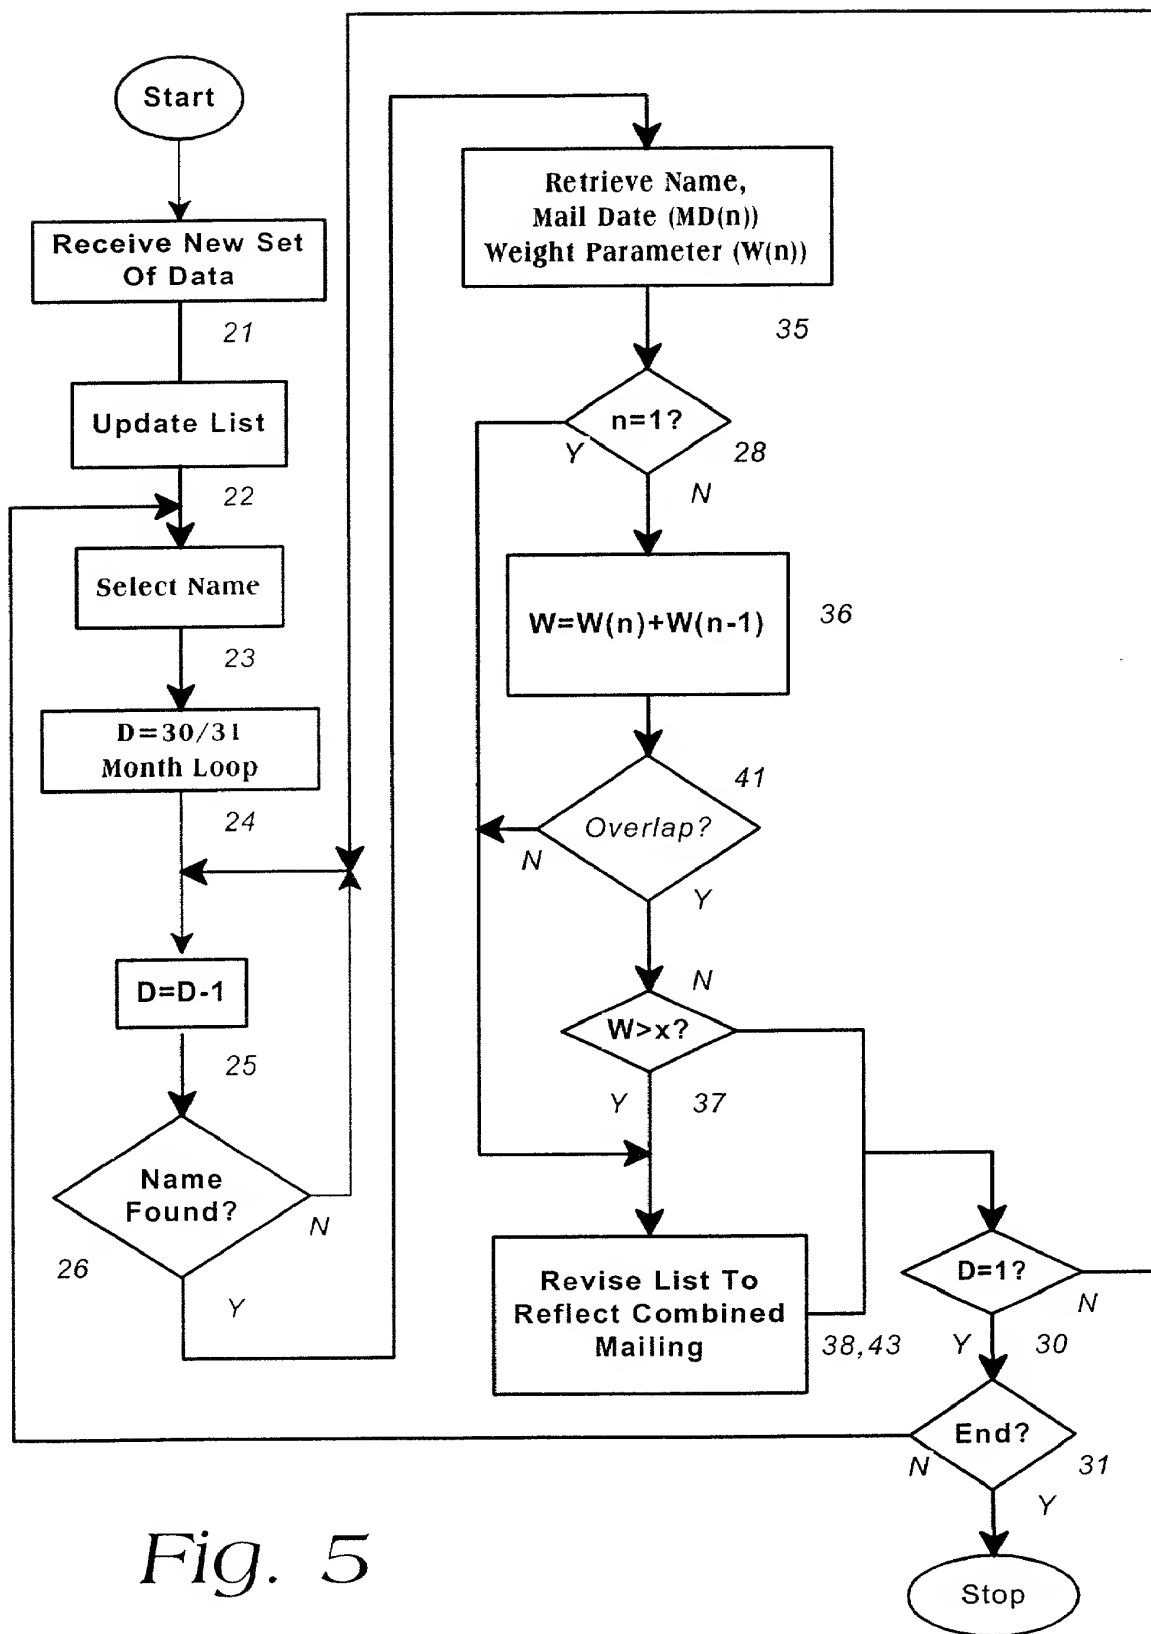 Start
Receive New Set
Of Data
21
Update List
22
Select Name
23
D=30/31
Month Loop
24
D=D-1
25
Name
Found?
N
26
Y
Retrieve Name,
Mail Date (MD(n))
Weight Parameter (W(n))
35
n=1?
Y
28
N
W=W(n)+W(n-1)
36
41
Overlap?
N
Y
N
W>x?
Y
37
Revise List To
Reflect Combined
Mailing
38,43
D=1?
N
Y
30
End?
N
31
Y
Stop
Fig. 5